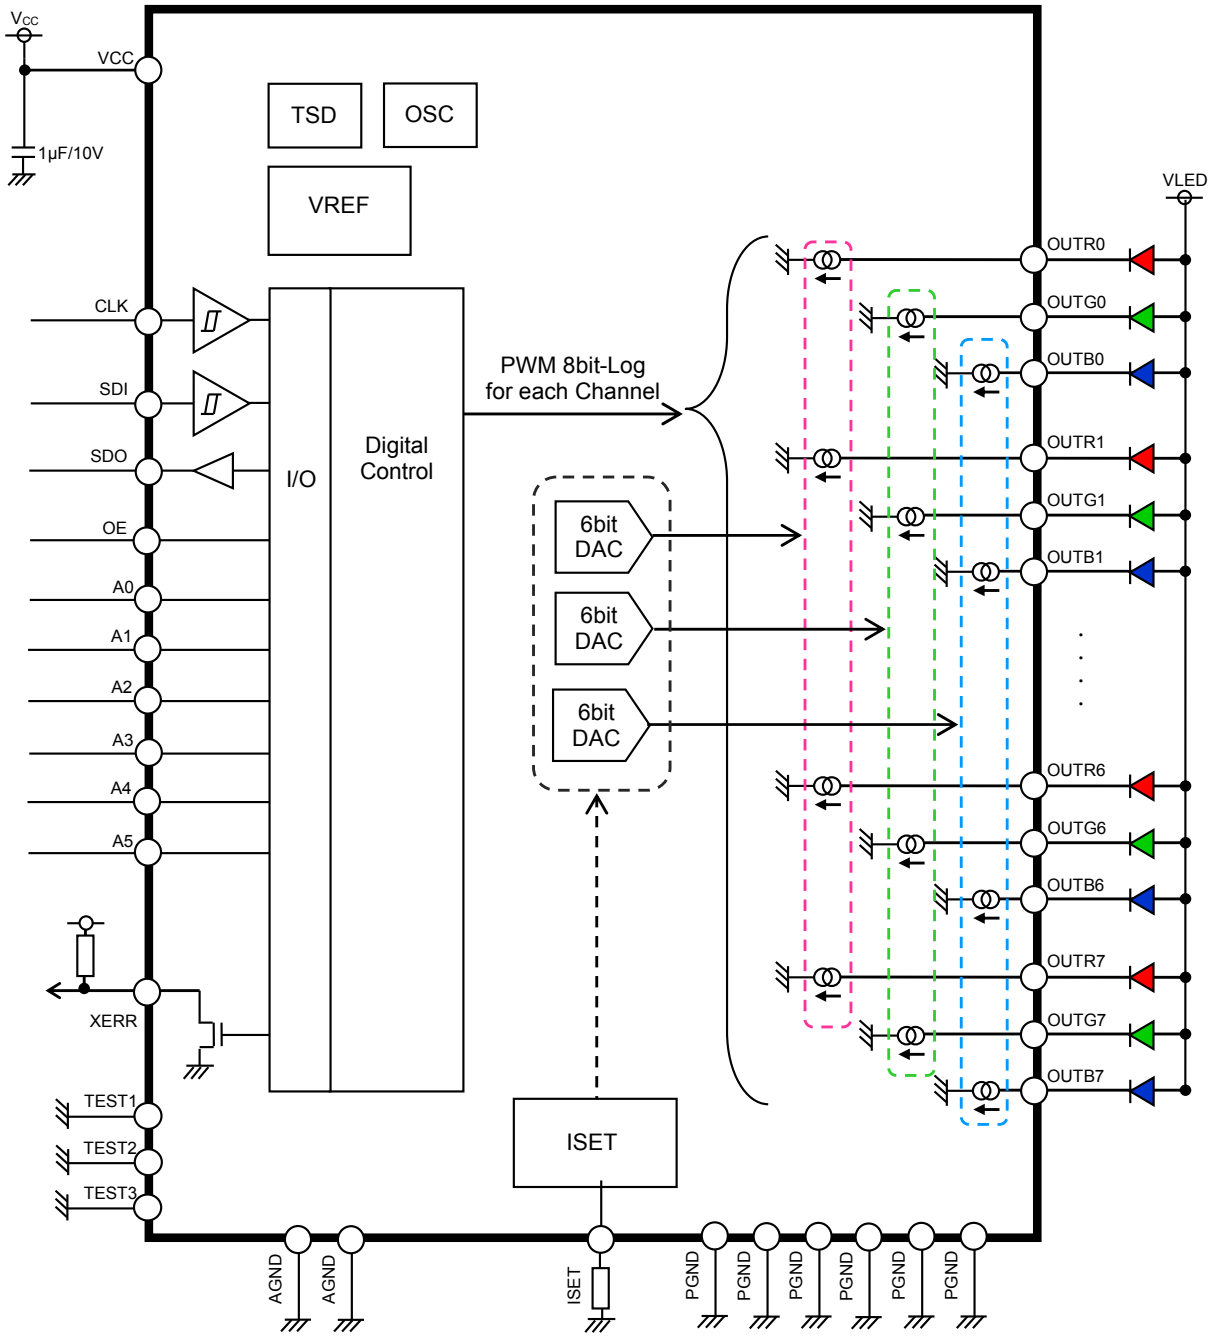 Vcc
VCC
1μF/10V
TSD
OSC
VREF
VLED
CLK
SDI
SDO
OE
A0
A1
A2
A3
A4
A5
XERR
TEST1
TEST2
TEST3
I/O
Digital
Control
PWM 8bit-Log
for each Channel
6bit
DAC
6bit
DAC
6bit
DAC
ISET
OUTR0
OUTG0
OUTB0
OUTR1
OUTG1
OUTB1
OUTR6
OUTG6
OUTB6
OUTR7
OUTG7
OUTB7
AGND
AGND
ISET
PGND
PGND
PGND
PGND
PGND
PGND